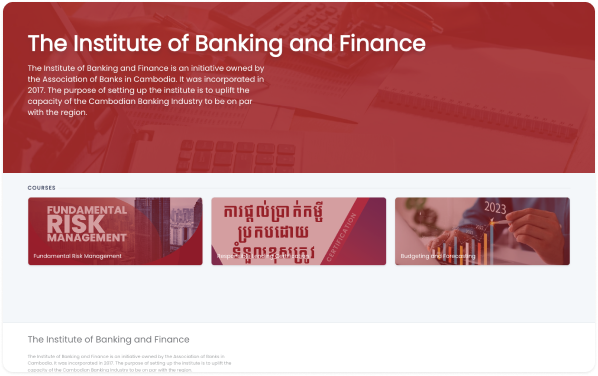 The Institute of Banking and Finance
The Institute of Banking and Finance is an initiative owned by
the Association of Banks in Cambodia. It was incorporated in
2017. The purpose of setting up the institute is to uplift the
capacity of the Cambodian Banking Industry to be on par
with the region.
COURSES
FUNDAMENTAL
RISK
MANAGEMENT
Fundamental Risk Management
ការផ្តល់ប្រាក់កម្ចី
ប្រកបដោយ
ទំនួលខុសត្រូវ
CERTIFICATION
2023
Budgeting and Forecasting
The Institute of Banking and Finance
The Institute of Banking and Finance is an initiative owned by the Association of Banks in
Cambodia. It was incorporated in 2017. The purpose of setting up the institute is to uplift the
capacity of the Cambodian Banking Industry to be on par with the region.